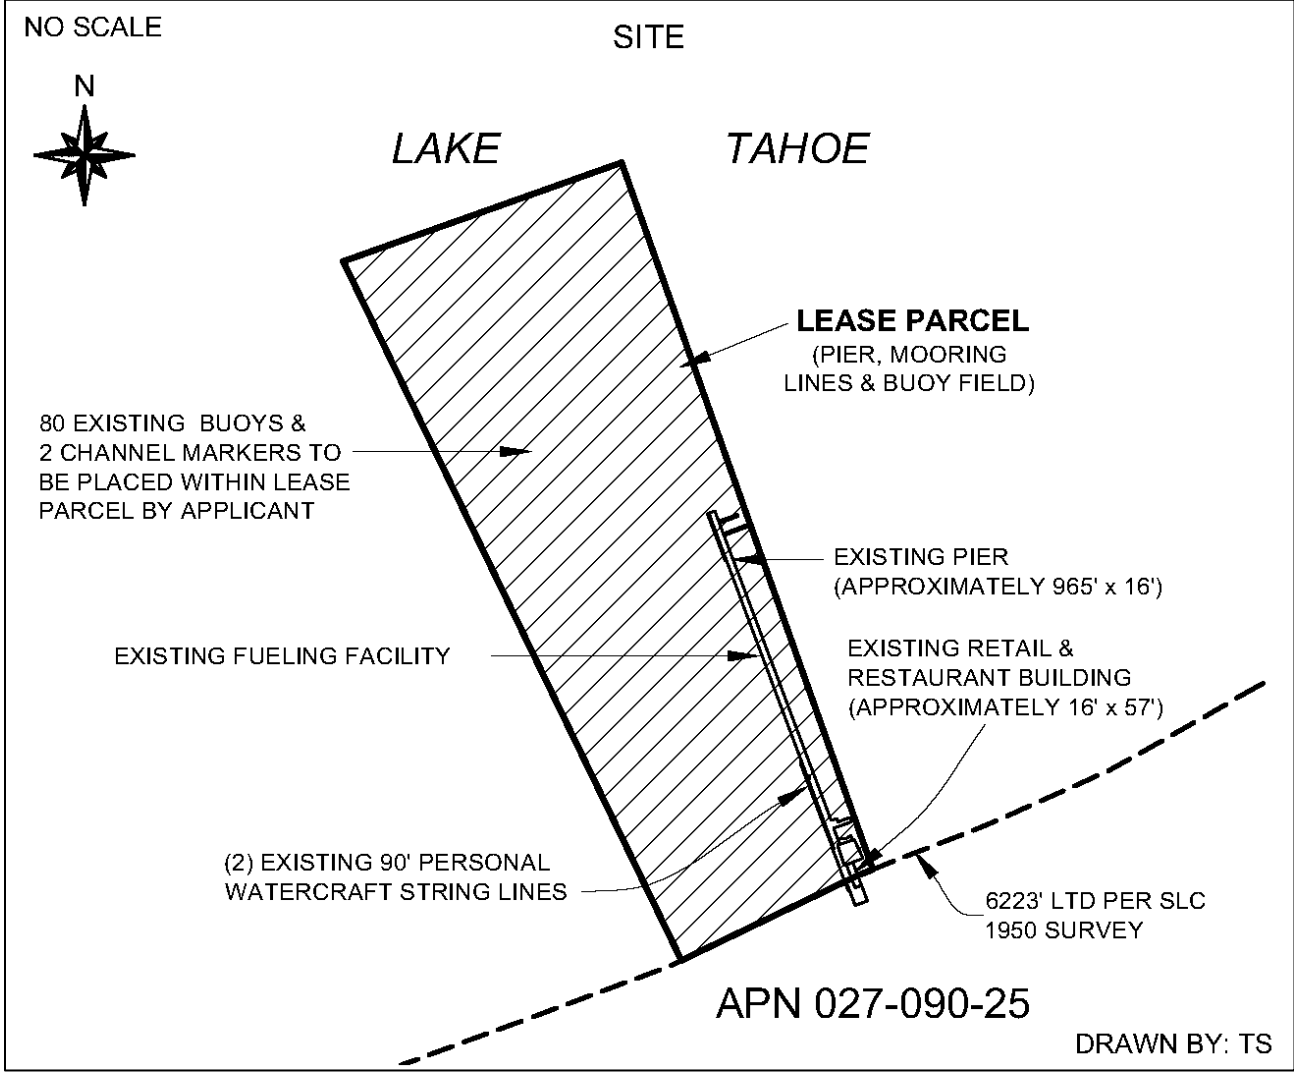 NO SCALE
SITE
N
LAKE TAHOE
LEASE PARCEL
(PIER, MOORING
LINES & BUOY FIELD)
80 EXISTING BUOYS &
2 CHANNEL MARKERS TO
BE PLACED WITHIN LEASE
PARCEL BY APPLICANT
EXISTING PIER
(APPROXIMATELY 965' x 16')
EXISTING FUELING FACILITY
EXISTING RETAIL &
RESTAURANT BUILDING
(APPROXIMATELY 16' x 57')
(2) EXISTING 90' PERSONAL
WATERCRAFT STRING LINES
6223' LTD PER SLC
1950 SURVEY
APN 027-090-25
DRAWN BY: TS